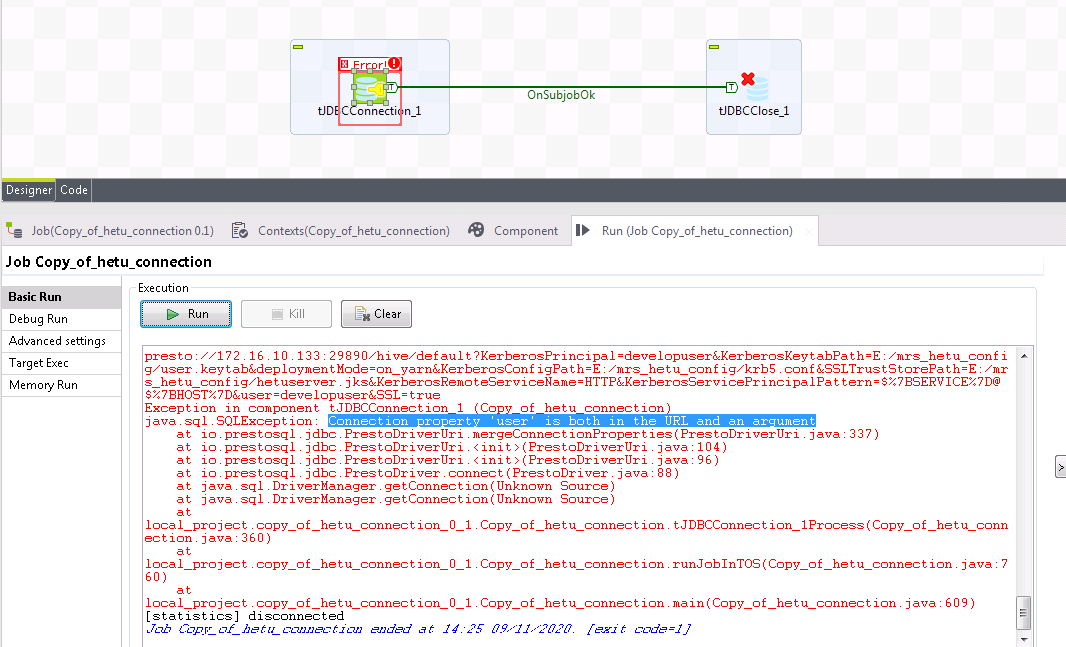 Error!
tJDBCConnection_1
OnSubjobOk
tJDBCClose_1
Designer
Code
Job(Copy_of_hetu_connection 0.1)
Contexts(Copy_of_hetu_connection)
Component
Run (Job Copy_of_hetu_connection)
Job Copy_of_hetu_connection
Basic Run
Debug Run
Advanced settings
Target Exec
Memory Run
Execution
Run
Kill
Clear
presto://172.16.10.133:29890/hive/default?KerberosPrincipal=developuser&KerberosKeytabPath=E:/mrs_hetu_confi
g/user.keytab&deploymentMode=on_yarn&KerberosConfigPath=E:/mrs_hetu_config/krb5.conf&SSLTrustStorePath=E:/mr
s_hetu_config/hetuserver.jks&KerberosRemoteServiceName=HTTP&KerberosServicePrincipalPattern=$%7BSERVICE%7D@
$%7BHOST%7D&user=developuser&SSL=true
Exception in component tJDBCConnection_1 (Copy_of_hetu_connection)
java.sql.SQLException: Connection property 'user' is both in the URL and an argument
at io.prestosql.jdbc.PrestoDriverUri.mergeConnectionProperties(PrestoDriverUri.java:337)
at io.prestosql.jdbc.PrestoDriverUri.<init>(PrestoDriverUri.java:104)
at io.prestosql.jdbc.PrestoDriverUri.<init>(PrestoDriverUri.java:96)
at io.prestosql.jdbc.PrestoDriver.connect(PrestoDriver.java:88)
at java.sql.DriverManager.getConnection(Unknown Source)
at java.sql.DriverManager.getConnection(Unknown Source)
at
local_project.copy_of_hetu_connection_0_1.Copy_of_hetu_connection.tJDBCConnection_1Process(Copy_of_hetu_conn
ection.java:360)
at
local_project.copy_of_hetu_connection_0_1.Copy_of_hetu_connection.runJobInTOS(Copy_of_hetu_connection.java:7
60)
at
local_project.copy_of_hetu_connection_0_1.Copy_of_hetu_connection.main(Copy_of_hetu_connection.java:609)
[statistics] disconnected
Job Copy_of_hetu_connection ended at 14:25 09/11/2020. [exit code=1]